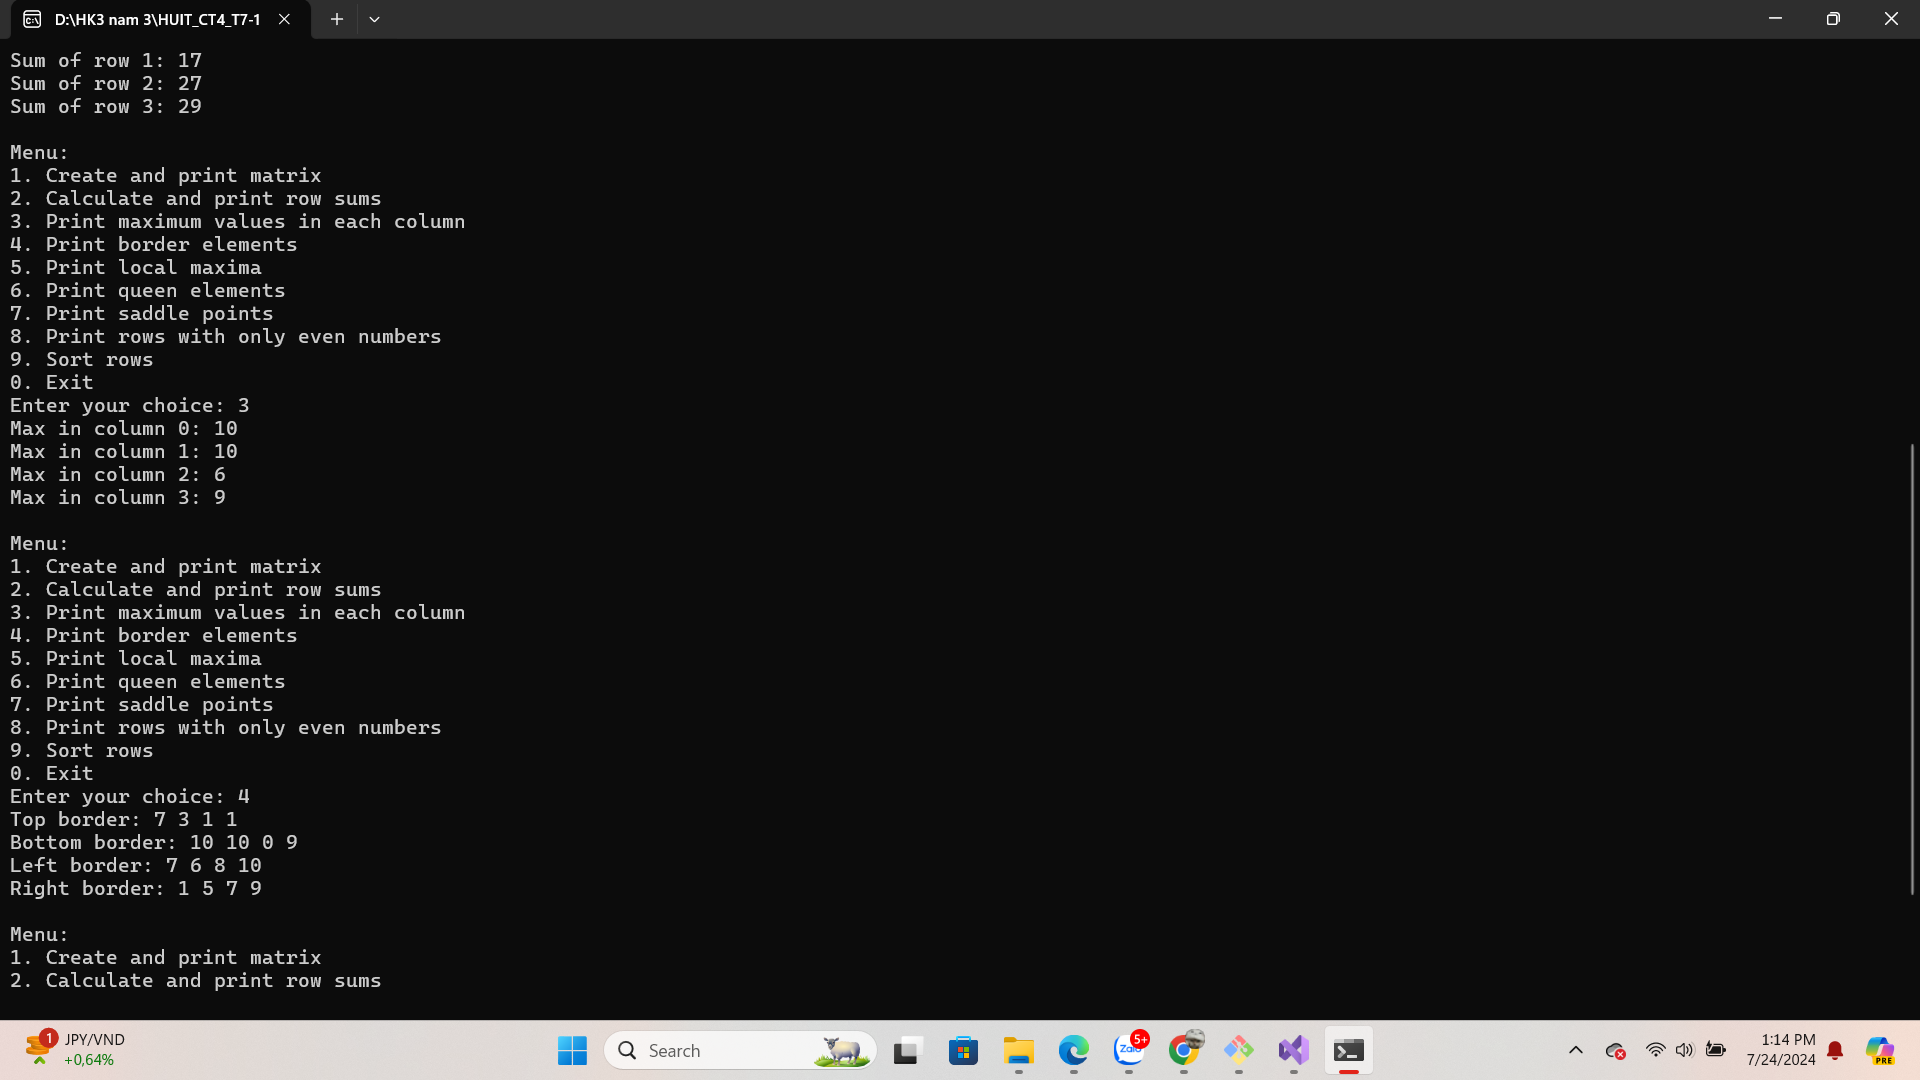 D:\HK3 nam 3\HUIT_CT4_T7-1
Sum of row 1: 17
Sum of row 2: 27
Sum of row 3: 29
Menu:
1. Create and print matrix
2. Calculate and print row sums
3. Print maximum values in each column
4. Print border elements
5. Print local maxima
6. Print queen elements
7. Print saddle points
8. Print rows with only even numbers
9. Sort rows
0. Exit
Enter your choice: 3
Max in column 0: 10
Max in column 1: 10
Max in column 2: 6
Max in column 3: 9
Menu:
1. Create and print matrix
2. Calculate and print row sums
3. Print maximum values in each column
4. Print border elements
5. Print local maxima
6. Print queen elements
7. Print saddle points
8. Print rows with only even numbers
9. Sort rows
0. Exit
Enter your choice: 4
Top border: 7 3 1 1
Bottom border: 10 10 0 9
Left border: 7 6 8 10
Right border: 1 5 7 9
Menu:
1. Create and print matrix
2. Calculate and print row sums
1
JPY/VND
+0,64%
Search
Zalo
5+
1:14 PM
7/24/2024
PRE